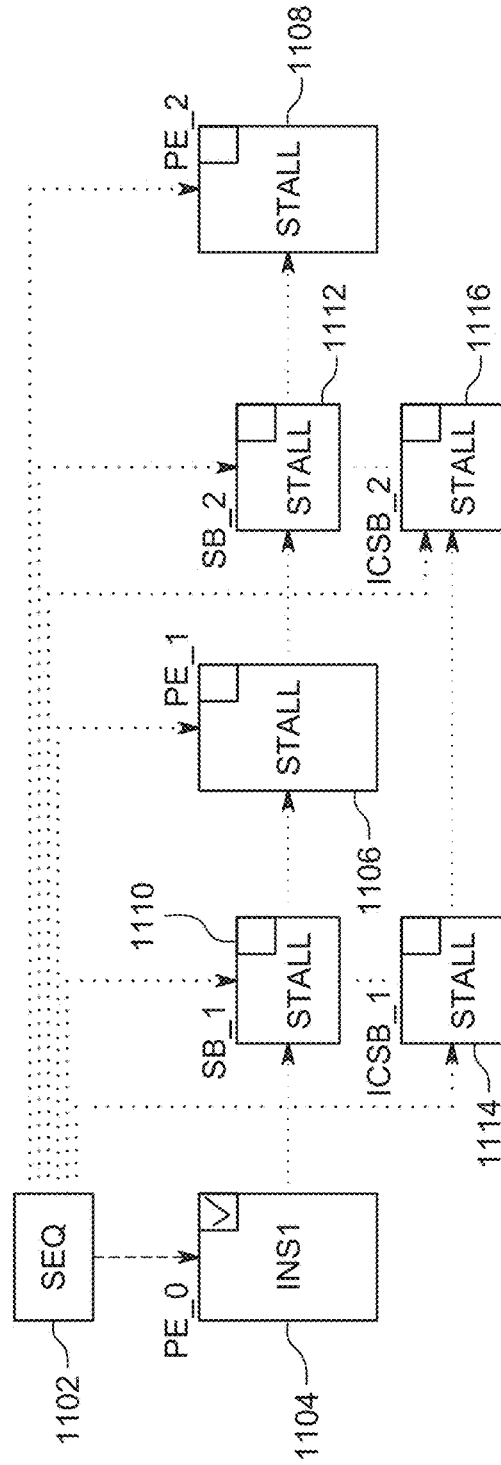 1102
SEQ
PE_0
INS1
1104
SB_1
STALL
1110
ICSB_1
STALL
1114
PE_1
STALL
1106
SB_2
STALL
1112
ICSB_2
STALL
1116
PE_2
STALL
1108